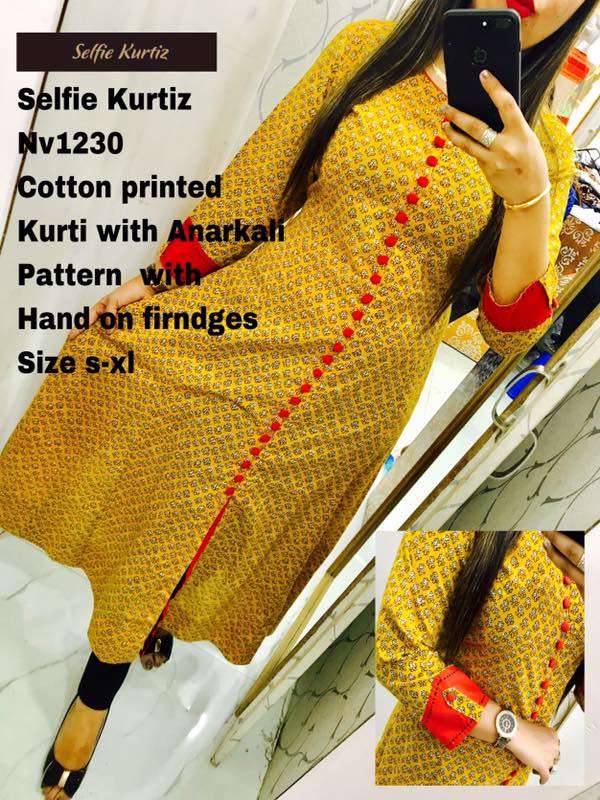 Selfie Kurtiz
Selfie Kurtiz
Nv1230
Cotton printed
Kurti with Anarkali
Pattern with
Hand on firndges
Size s-xl